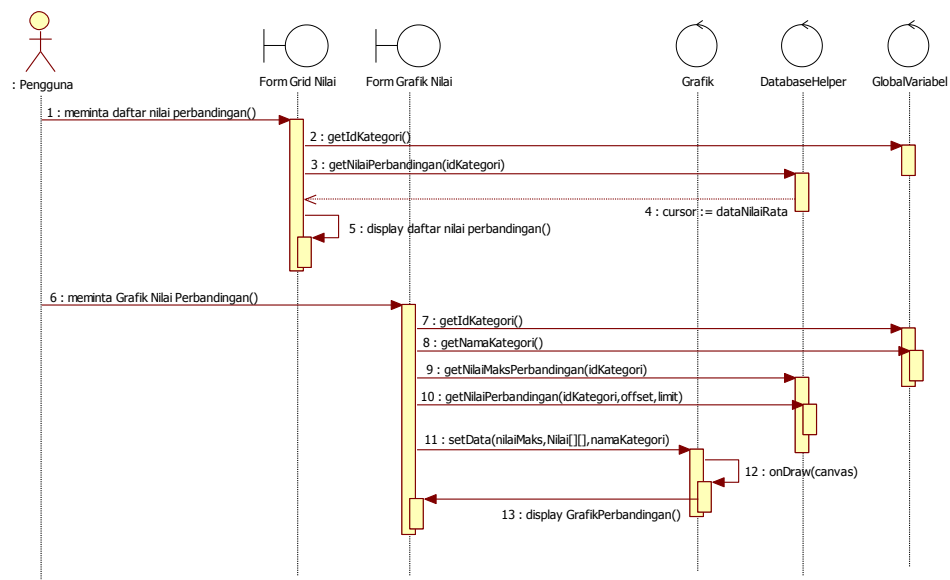 : Pengguna
Form Grid Nilai
Form Grafik Nilai
Grafik
DatabaseHelper
GlobalVariabel
1 : meminta daftar nilai perbandingan()
2 : getIdKategori()
3 : getNilaiPerbandingan(idKategori)
4 : cursor := dataNilaiRata
5 : display daftar nilai perbandingan()
6 : meminta Grafik Nilai Perbandingan()
7 : getIdKategori()
8 : getNamaKategori()
9 : getNilaiMaksPerbandingan(idKategori)
10 : getNilaiPerbandingan(idKategori,offset,limit)
11 : setData(nilaiMaks,Nilai[][],namaKategori)
12 : onDraw(canvas)
13 : display GrafikPerbandingan()